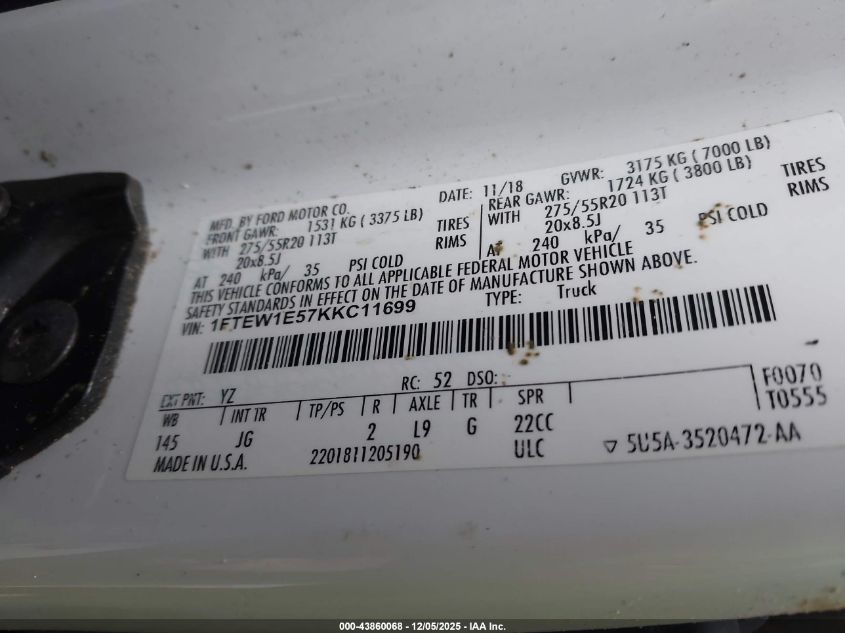 MFD. BY FORD MOTOR CO. DATE: 11/18 GVWR: 3175 KG ( 7000 LB)
FRONT GAWR: 1531 KG ( 3375 LB) REAR GAWR: 1724 KG ( 3800 LB)
WITH 275/55R20 113T TIRES WITH 275/55R20 113T TIRES
20x8.5J RIMS 20x8.5J RIMS
AT 240 kPa/ 35 PSI COLD AT 240 kPa/ 35 PSI COLD
THIS VEHICLE CONFORMS TO ALL APPLICABLE FEDERAL MOTOR VEHICLE
SAFETY STANDARDS IN EFFECT ON THE DATE OF MANUFACTURE SHOWN ABOVE.
VIN: 1FTEW1E57KKC11699 TYPE: Truck
EXT PNT: YZ RC: 52 DSO: F0070
WB INT TR TP/PS R AXLE TR SPR T0555
145 JG 2 L9 G 22CC
MADE IN U.S.A. 2201811205190 ULC ▽ 5U5A-3520472-AA
000-43860068 - 12/05/2025 - IAA Inc.